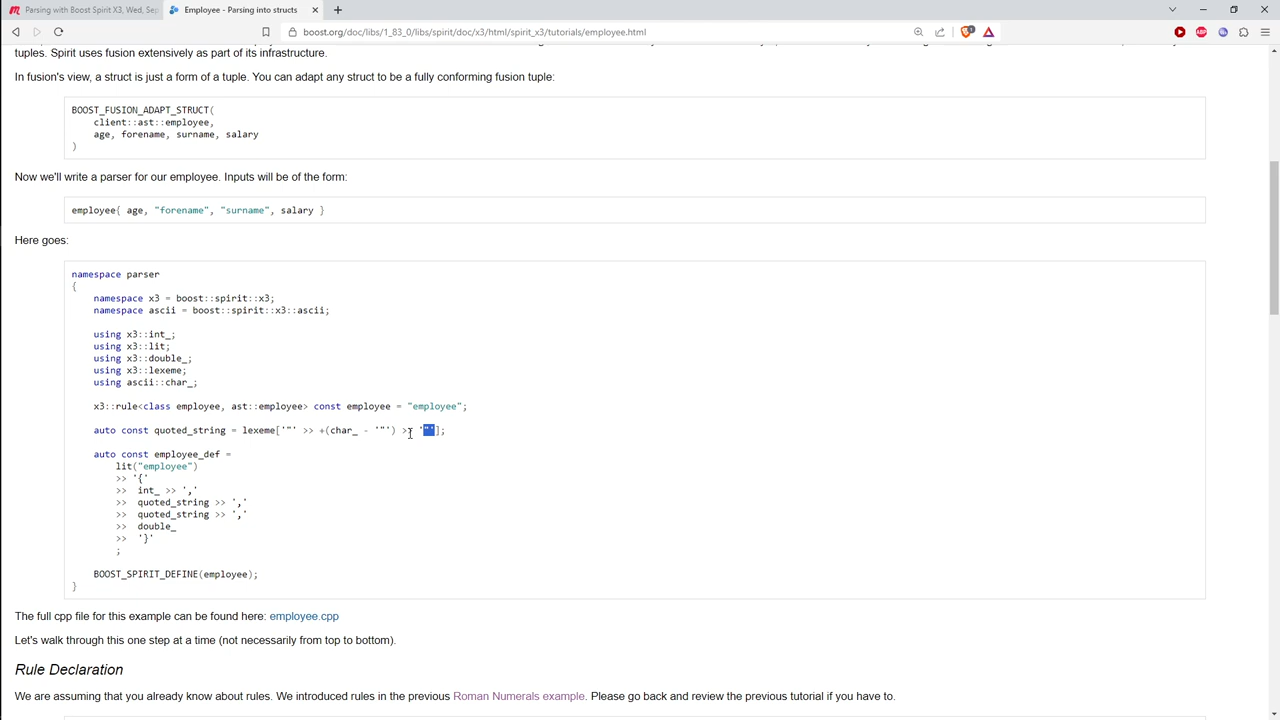 Parsing with Boost Spirit X3, Wed, Sep
Employee - Parsing into structs
boost.org/doc/libs/1_83_0/libs/spirit/doc/x3/html/spirit_x3/tutorials/employee.html
tuples. Spirit uses fusion extensively as part of its infrastructure.
In fusion's view, a struct is just a form of a tuple. You can adapt any struct to be a fully conforming fusion tuple:
BOOST_FUSION_ADAPT_STRUCT(
client::ast::employee,
age, forename, surname, salary
)
Now we'll write a parser for our employee. Inputs will be of the form:
employee{ age, "forename", "surname", salary }
Here goes:
namespace parser
{
namespace x3 = boost::spirit::x3;
namespace ascii = boost::spirit::x3::ascii;
using x3::int_;
using x3::lit;
using x3::double_;
using x3::lexeme;
using ascii::char_;
x3::rule<class employee, ast::employee> const employee = "employee";
auto const quoted_string = lexeme['"' >> +(char_ - '"') >> '"'];
auto const employee_def =
lit("employee")
>> '{'
>> int_ >> ','
>> quoted_string >> ','
>> quoted_string >> ','
>> double_
>> '}'
;
BOOST_SPIRIT_DEFINE(employee);
}
The full cpp file for this example can be found here: employee.cpp
Let's walk through this one step at a time (not necessarily from top to bottom).
Rule Declaration
We are assuming that you already know about rules. We introduced rules in the previous Roman Numerals example. Please go back and review the previous tutorial if you have to.